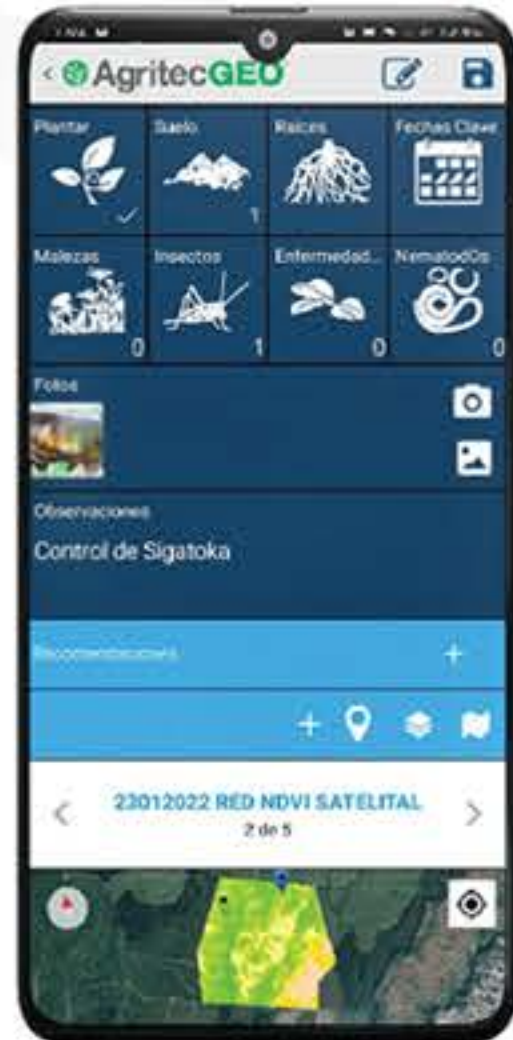 AgritecGEO
Plantar Suelo Raíces Fechas Clave
1
Malezas Insectos Enfermedad... NematodOs
0 1 0 0
Fotos
Observaciones
Control de Sigatoka
Recomendaciones
23012022 RED NDVI SATELITAL
2 de 5